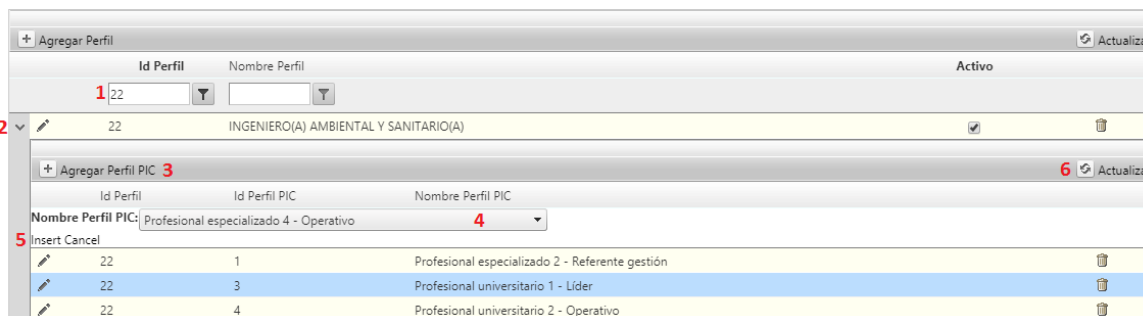 Agregar Perfil Actualiza
Id Perfil Nombre Perfil Activo
1 22
2 22 INGENIERO(A) AMBIENTAL Y SANITARIO(A)
Agregar Perfil PIC 3 6 Actualiza
Id Perfil Id Perfil PIC Nombre Perfil PIC
Nombre Perfil PIC: Profesional especializado 4 - Operativo 4
5 Insert Cancel
22 1 Profesional especializado 2 - Referente gestión
22 3 Profesional universitario 1 - Líder
22 4 Profesional universitario 2 - Operativo